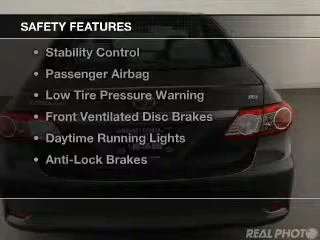 SAFETY FEATURES
• Stability Control
• Passenger Airbag
• Low Tire Pressure Warning
• Front Ventilated Disc Brakes
• Daytime Running Lights
• Anti-Lock Brakes
REAL PHOTO